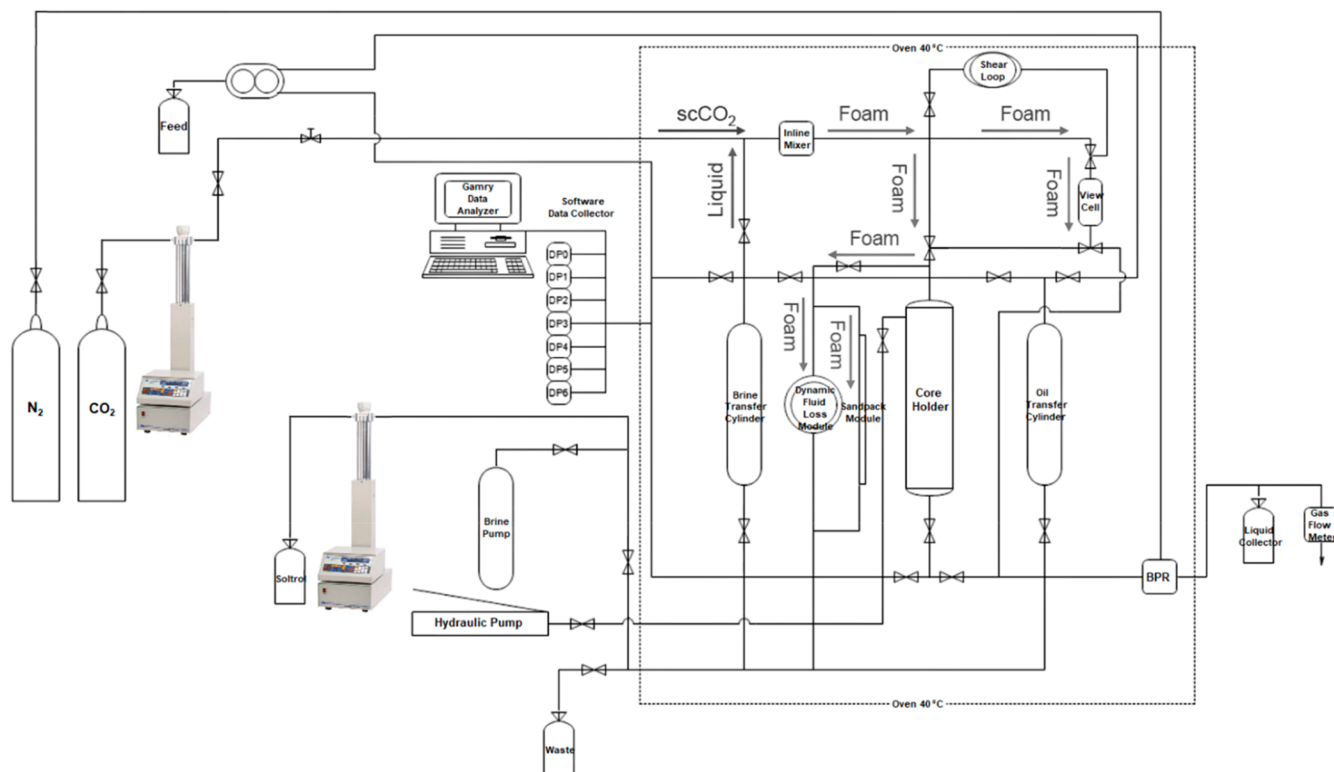 Oven 40 °C
Shear
Loop
Feed
scCO₂
Inline
Mixer
Foam
Foam
Liquid
Foam
Foam
View
Cell
Gamry
Data
Analyzer
Software
Data Collector
Foam
DP0
DP1
DP2
DP3
DP4
DP5
DP6
Foam
Foam
N₂
CO₂
Brine
Transfer
Cylinder
Dynamic
Fluid
Loss
Module
Sandpack
Module
Core
Holder
Oil
Transfer
Cylinder
Brine
Pump
Soltrol
Liquid
Collector
Gas
Flow
Meter
BPR
Hydraulic Pump
Oven 40 °C
Waste